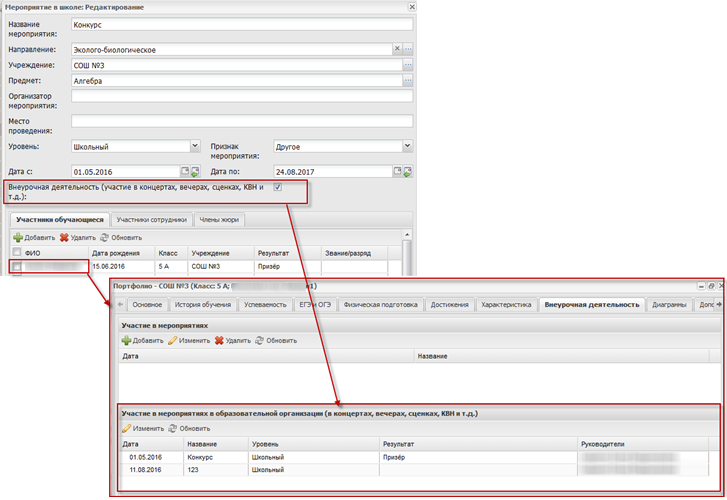 Мероприятие в школе: Редактирование
Название мероприятия: Конкурс
Направление: Эколого-биологическое
Учреждение: СОШ №3
Предмет: Алгебра
Организатор мероприятия:
Место проведения:
Уровень: Школьный Признак мероприятия: Другое
Дата с: 01.05.2016 Дата по: 24.08.2017
Внеурочная деятельность (участие в концертах, вечерах, сценках, КВН и т.д.):
Участники обучающиеся Участники сотрудники Члены жюри
Добавить Удалить Обновить
ФИО Дата рождения Класс Учреждение Результат Звание/разряд
15.06.2016 5 А СОШ №3 Призёр
Портфолио - СОШ №3 (Класс: 5 А;
Основное История обучения Успеваемость ЕГЭ и ОГЭ Физическая подготовка Достижения Характеристика Внеурочная деятельность Диаграммы
Участие в мероприятиях
Добавить Изменить Удалить Обновить
Дата Название
Участие в мероприятиях в образовательной организации (в концертах, вечерах, сценках, КВН и т.д.)
Изменить Обновить
Дата Название Уровень Результат Руководители
01.05.2016 Конкурс Школьный Призёр
11.08.2016 123 Школьный